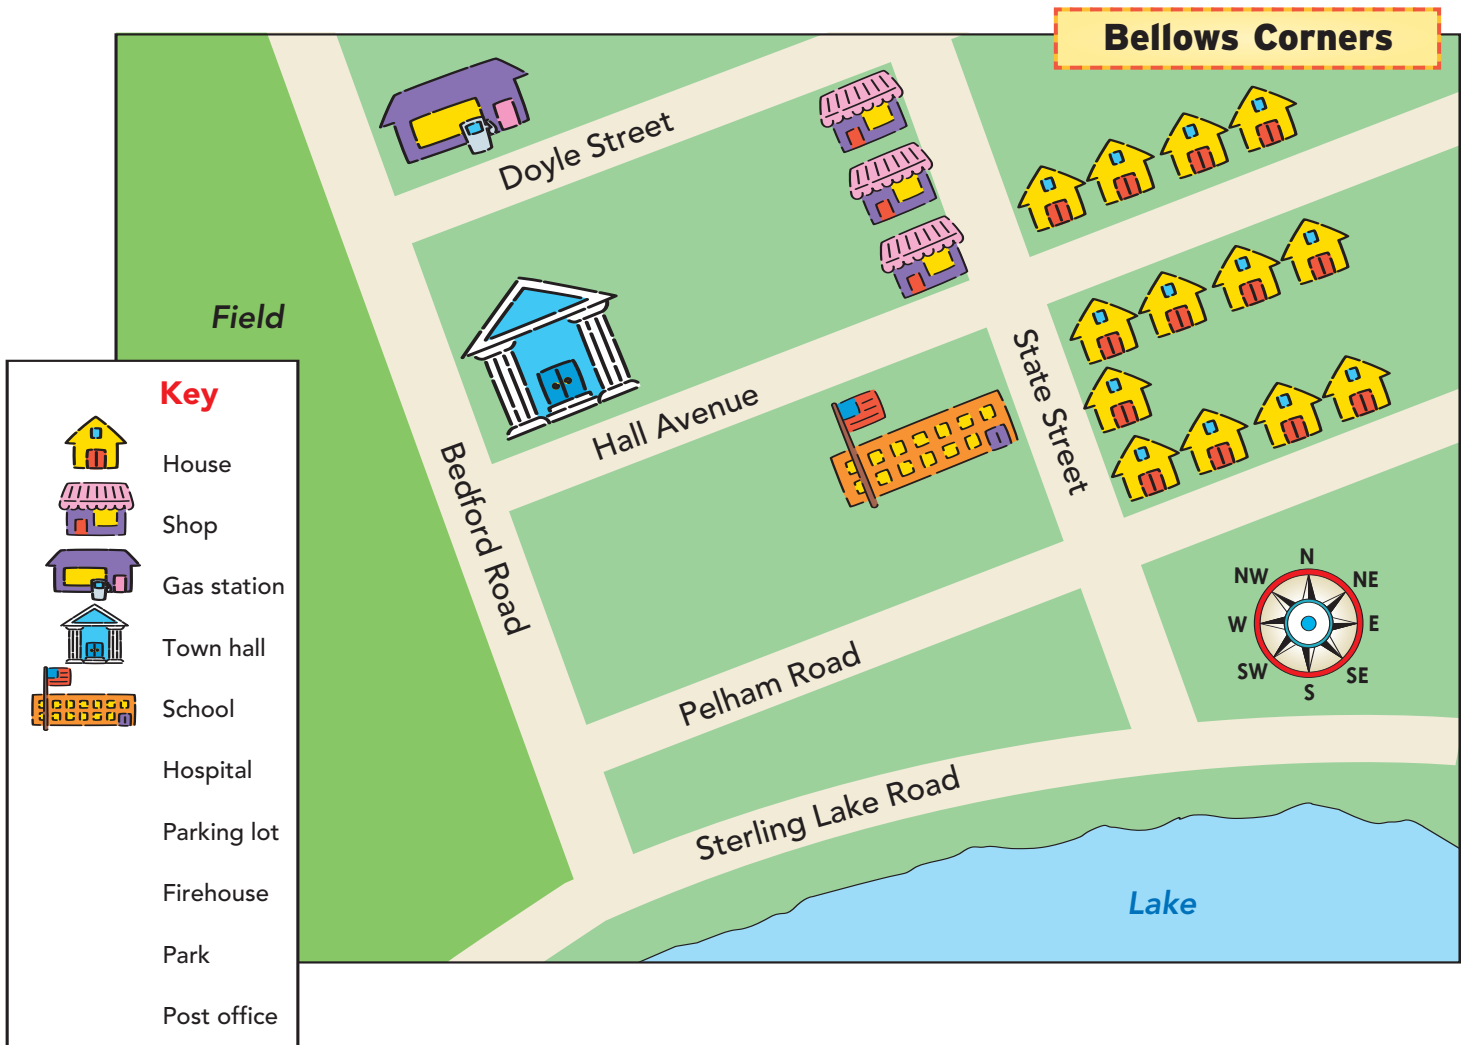 Bellows Corners
Doyle Street
Field
State Street
Hall Avenue
Bedford Road
Pelham Road
Sterling Lake Road
Lake
N
NE
E
SE
S
SW
W
NW
Key
House
Shop
Gas station
Town hall
School
Hospital
Parking lot
Firehouse
Park
Post office